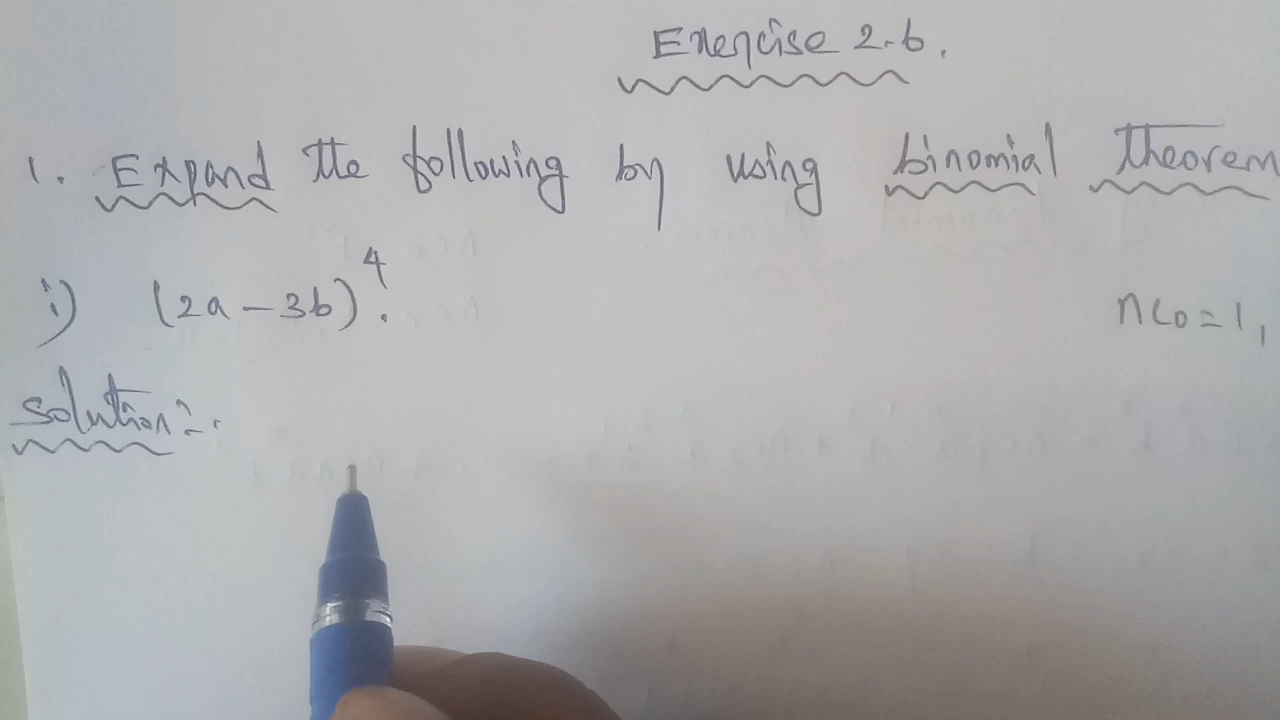 Exercise 2.6.
1. Expand the following by using binomial theorem
i) (2a - 3b)⁴.
nC₀ = 1,
Solution:-